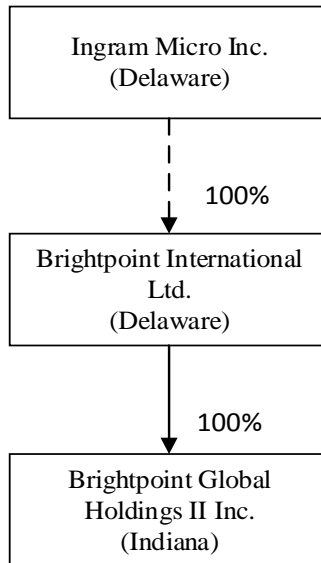 Ingram Micro Inc.
(Delaware)
100%
Brightpoint International
Ltd.
(Delaware)
100%
Brightpoint Global
Holdings II Inc.
(Indiana)